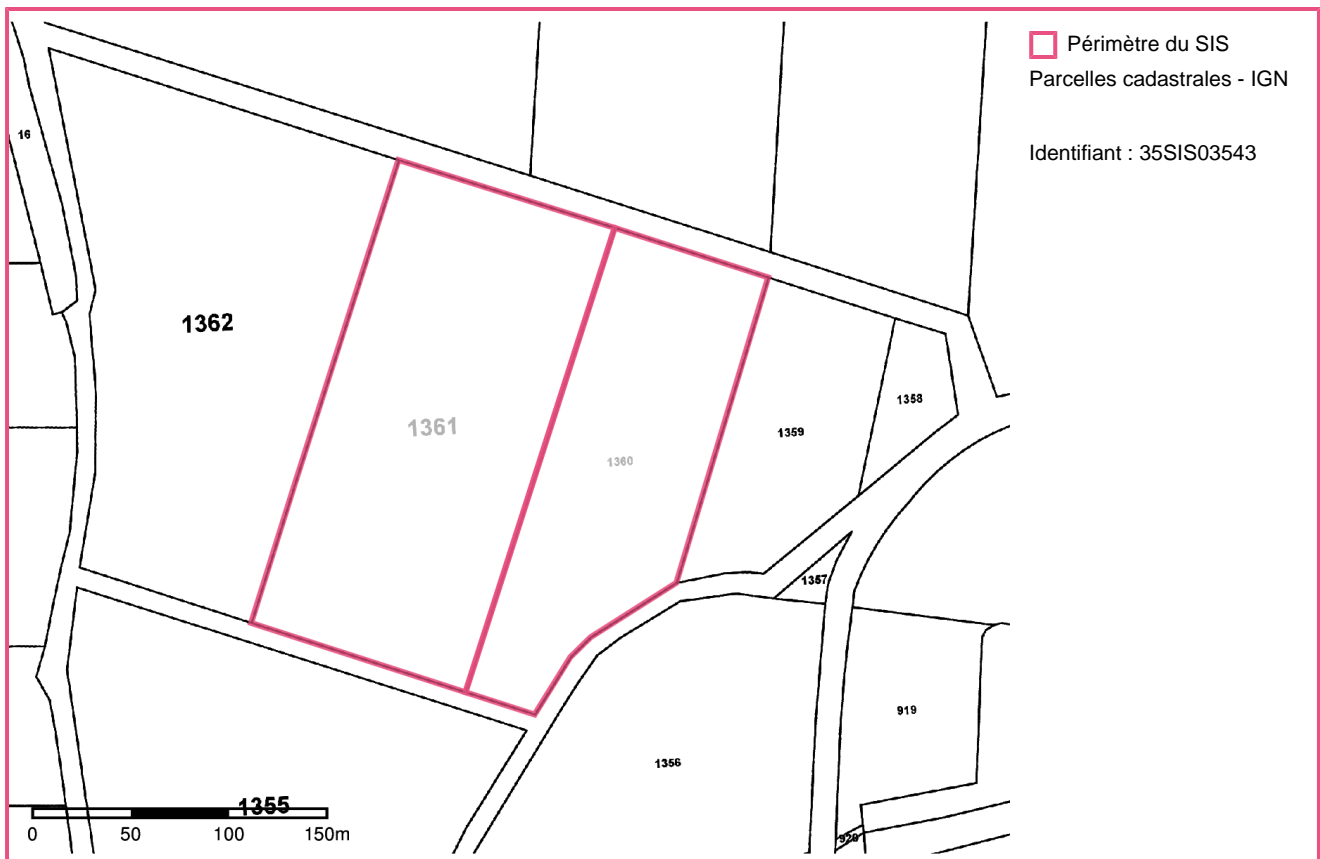 Périmètre du SIS
Parcelles cadastrales - IGN
Identifiant : 35SIS03543
16
1362
1361
1360
1359
1358
1357
919
1356
1355
920
0 50 100 150m